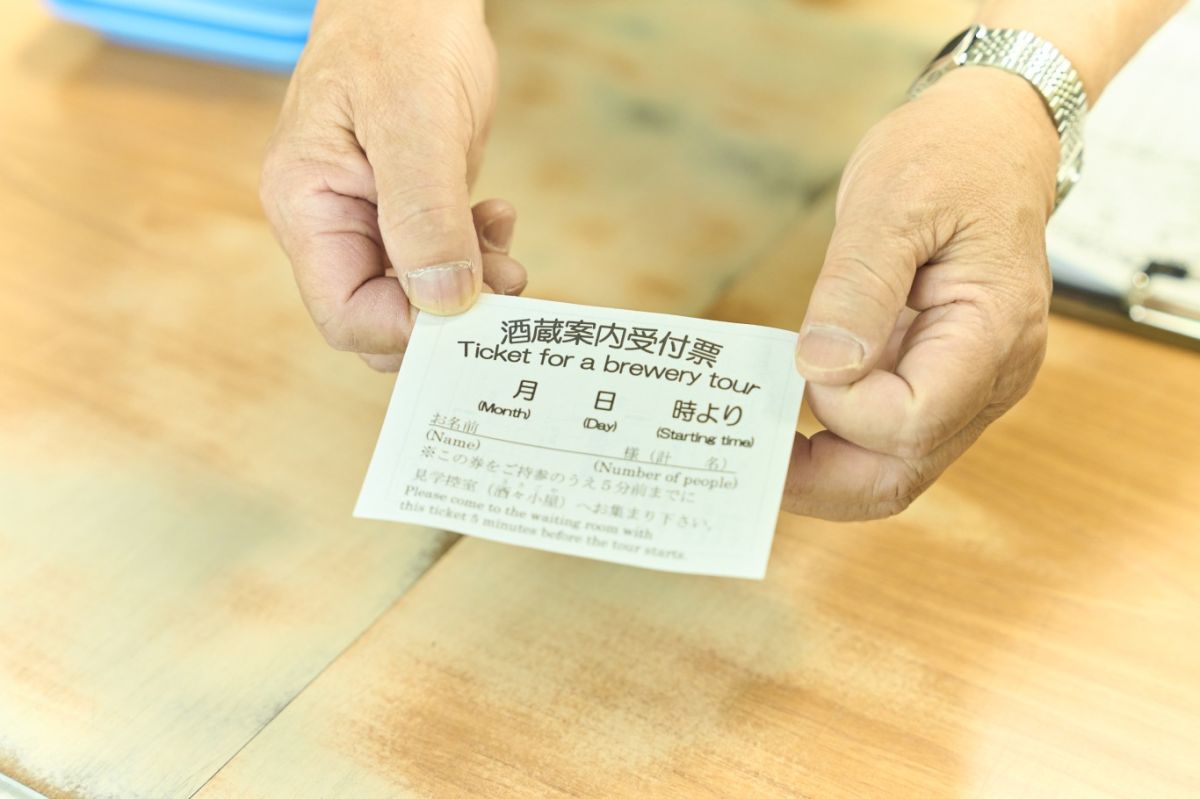 酒蔵案内受付票
Ticket for a brewery tour
月 日 時より
(Month) (Day) (Starting time)
お名前 様（計 名）
(Name) (Number of people)
※この券をご持参のうえ５分前までに
見学控室（酒々小屋）へお集まり下さい。
Please come to the waiting room with
this ticket 5 minutes before the tour starts.